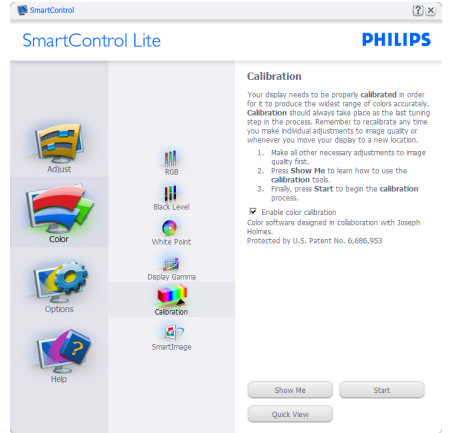 SmartControl
SmartControl Lite
PHILIPS
Adjust
Color
Options
Help
RGB
Black Level
White Point
Display Gamma
Calibration
SmartImage
Calibration
Your display needs to be properly calibrated in order
for it to produce the widest range of colors accurately.
Calibration should always take place as the last tuning
step in the process. Remember to recalibrate any time
you make individual adjustments to image quality or
whenever you move your display to a new location.
1. Make all other necessary adjustments to image
quality first.
2. Press Show Me to learn how to use the
calibration tools.
3. Finally, press Start to begin the calibration
process.
Enable color calibration
Color software designed in collaboration with Joseph
Holmes.
Protected by U.S. Patent No. 6,686,953
Show Me
Start
Quick View